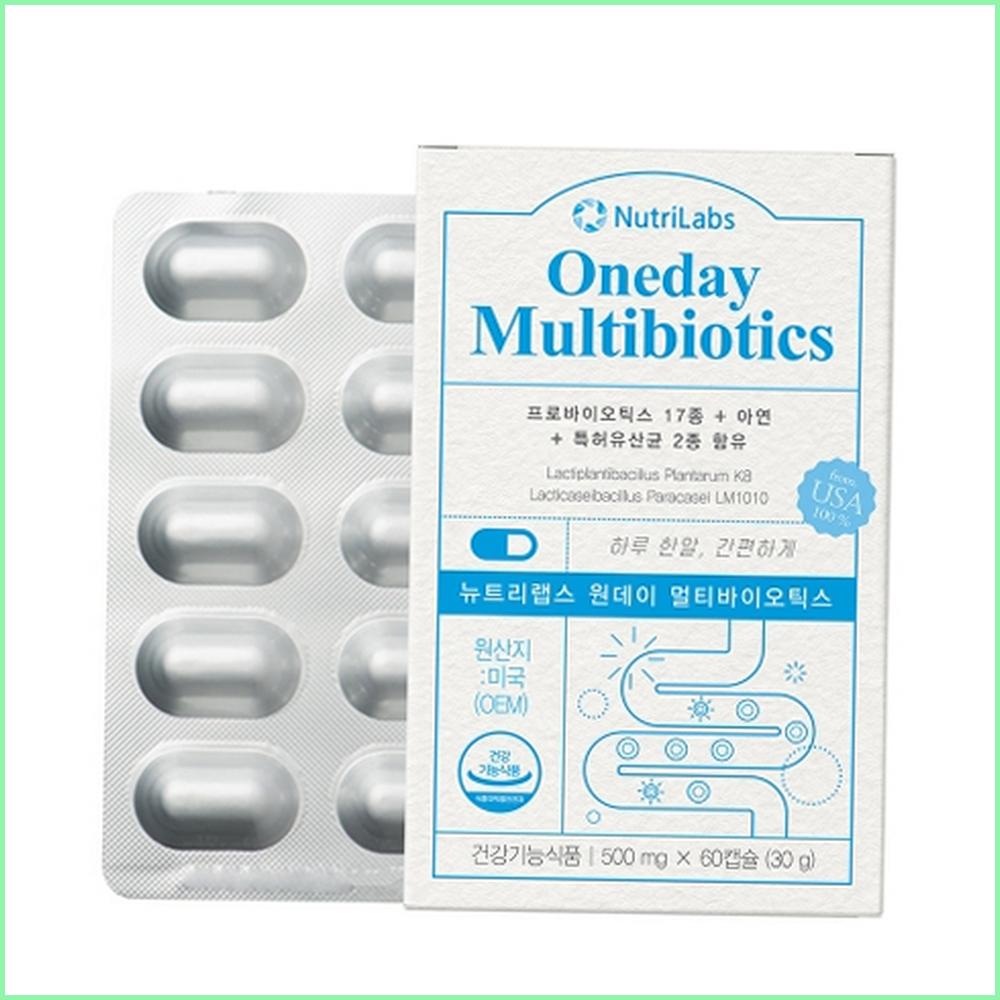 NutriLabs
Oneday
Multibiotics
프로바이오틱스 17종 + 아연
+ 특허유산균 2종 함유
Lactiplantibacillus Plantarum K8
Lacticaseibacillus Paracasei LM1010
from
USA
100%
하루 한알, 간편하게
뉴트리랩스 원데이 멀티바이오틱스
원산지
:미국
(OEM)
건강
기능식품
건강기능식품 | 500 mg × 60캡슐 (30 g)